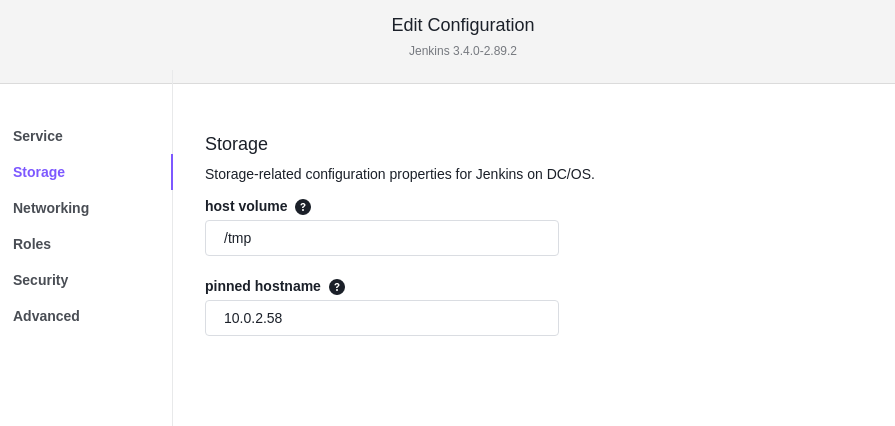 Edit Configuration
Jenkins 3.4.0-2.89.2
Service
Storage
Networking
Roles
Security
Advanced
Storage
Storage-related configuration properties for Jenkins on DC/OS.
host volume ?
/tmp
pinned hostname ?
10.0.2.58